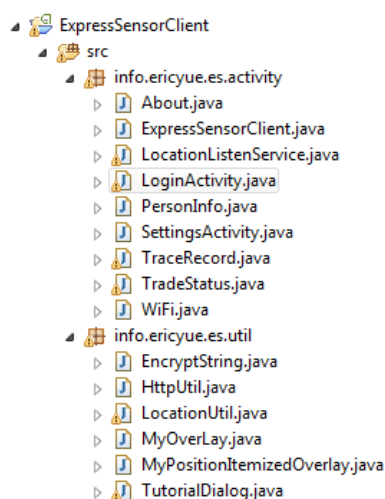 ExpressSensorClient
src
info.ericyue.es.activity
About.java
ExpressSensorClient.java
LocationListenService.java
LoginActivity.java
PersonInfo.java
SettingsActivity.java
TraceRecord.java
TradeStatus.java
WiFi.java
info.ericyue.es.util
EncryptString.java
HttpUtil.java
LocationUtil.java
MyOverLay.java
MyPositionItemizedOverlay.java
TutorialDialog.java